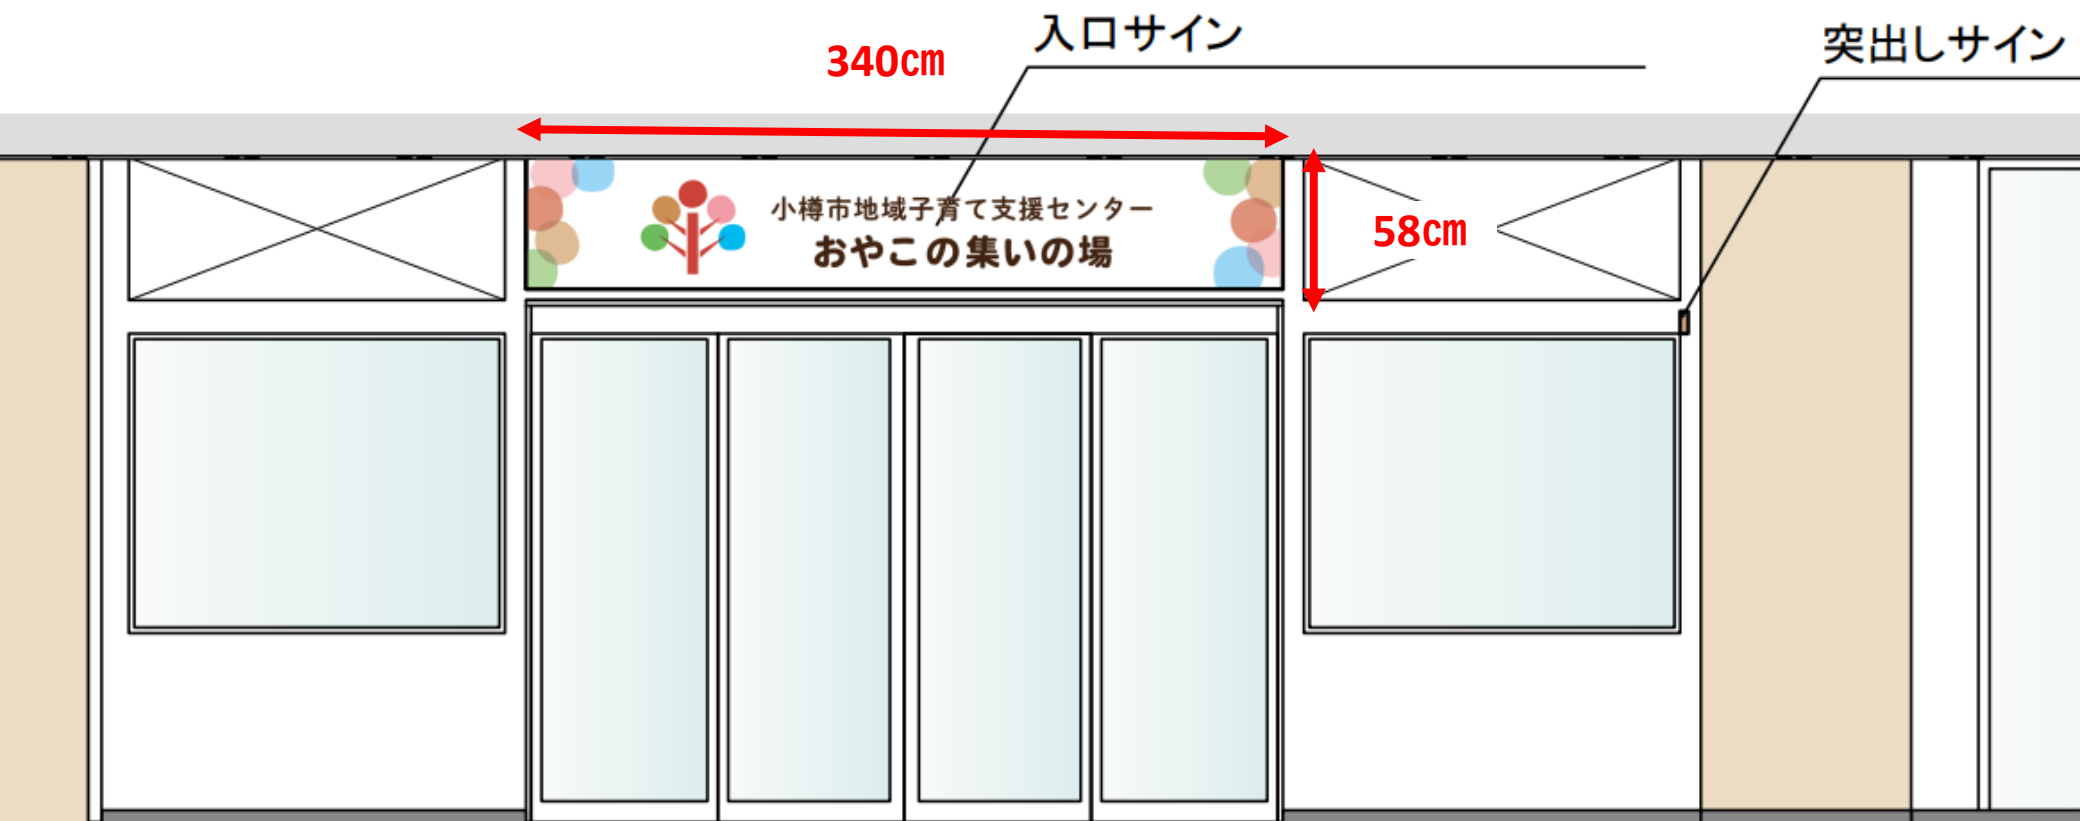 入口サイン
突出しサイン
340㎝
小樽市地域子育て支援センター
おやこの集いの場
58㎝